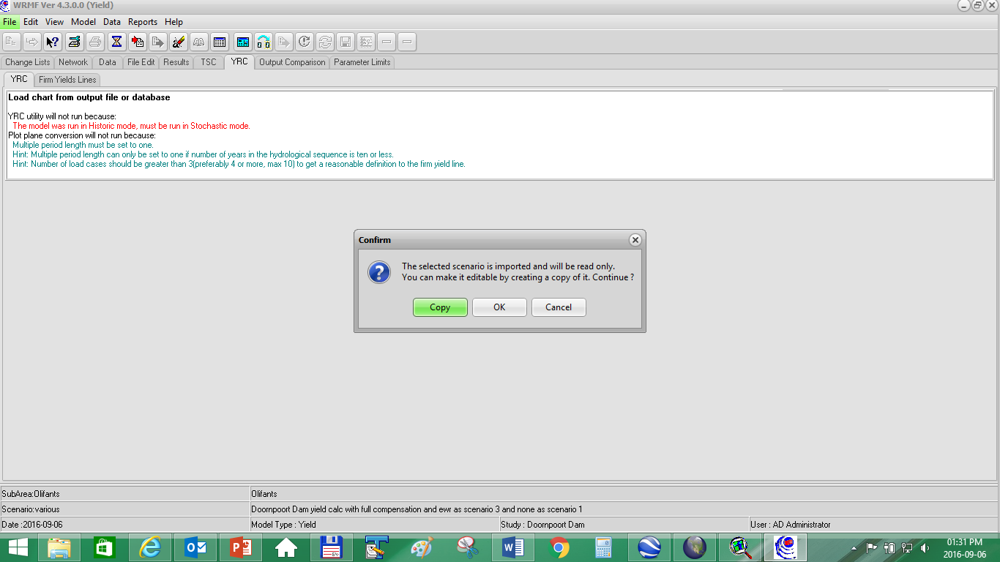 WRMF Ver 4.3.0.0 (Yield)
File Edit View Model Data Reports Help
Change Lists Network Data File Edit Results TSC YRC Output Comparison Parameter Limits
YRC Firm Yields Lines
Load chart from output file or database
YRC utility will not run because:
The model was run in Historic mode, must be run in Stochastic mode.
Plot plane conversion will not run because:
Multiple period length must be set to one.
Hint: Multiple period length can only be set to one if number of years in the hydrological sequence is ten or less.
Hint: Number of load cases should be greater than 3(preferably 4 or more, max 10) to get a reasonable definition to the firm yield line.
Confirm
The selected scenario is imported and will be read only.
You can make it editable by creating a copy of it. Continue ?
Copy OK Cancel
SubArea:Olifants Olifants
Scenario:various Doornpoort Dam yield calc with full compensation and ewr as scenario 3 and none as scenario 1
Date :2016-09-06 Model Type : Yield Study : Doornpoort Dam User : AD Administrator
01:31 PM
2016-09-06